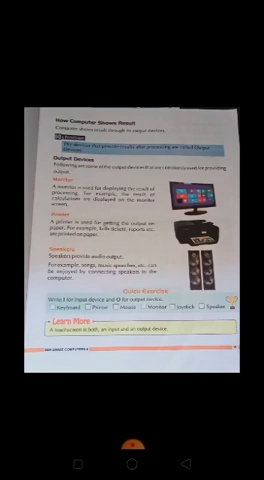 How Computer Shows Result
Computer shows result through its output devices.
The devices that provide results after processing are called Output
Devices.
Output Devices
Following are some of the output devices that are commonly used for providing
output.
Monitor
A monitor is used for displaying the result of
processing. For example, the result of
calculations are displayed on the monitor
screen.
Printer
A printer is used for getting the output on
paper. For example, bills tickets, reports etc.
are printed on paper.
Speakers
Speakers provide audio output.
For example, songs, music speeches, etc. can
be enjoyed by connecting speakers to the
computer.
Quick Exercise
Write I for input device and O for output device.
Keyboard Printer Mouse Monitor Joystick Speaker
Learn More
A touchscreen is both, an input and an output device.